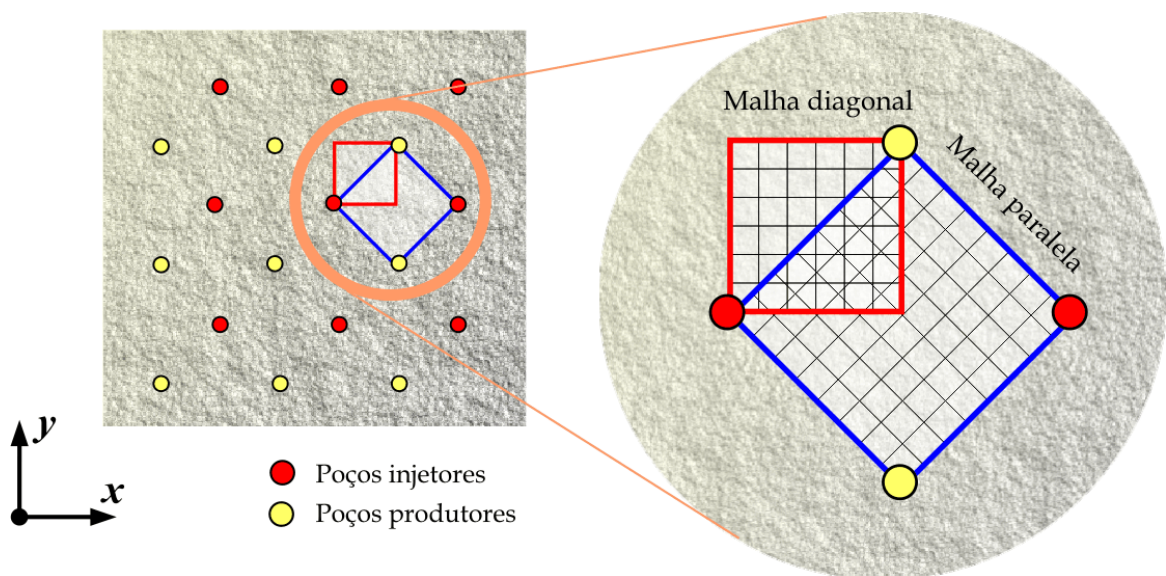 Malha diagonal
Malha paralela
y
x
Poços injetores
Poços produtores